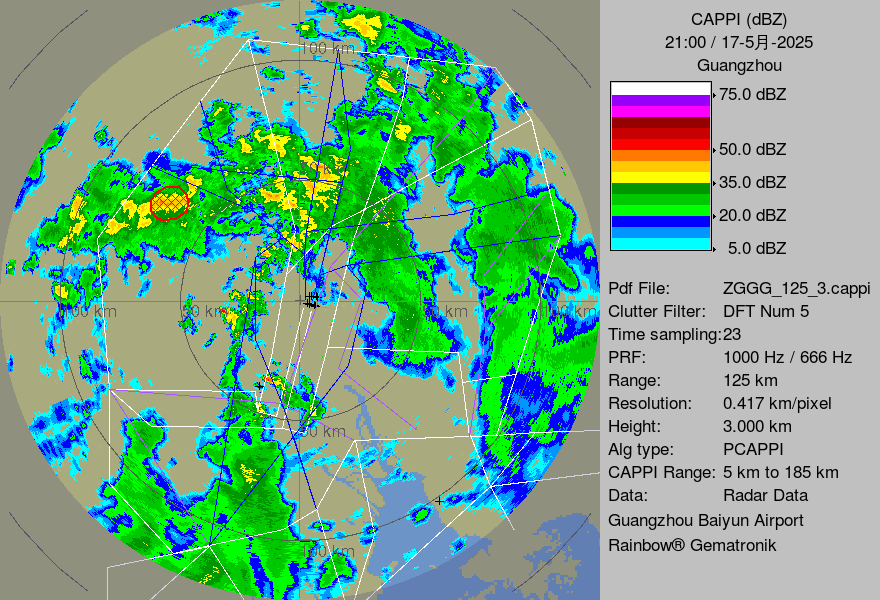 CAPPI (dBZ)
21:00 / 17-5月-2025
Guangzhou
75.0 dBZ
50.0 dBZ
35.0 dBZ
20.0 dBZ
5.0 dBZ
Pdf File: ZGGG_125_3.cappi
Clutter Filter: DFT Num 5
Time sampling:23
PRF: 1000 Hz / 666 Hz
Range: 125 km
Resolution: 0.417 km/pixel
Height: 3.000 km
Alg type: PCAPPI
CAPPI Range: 5 km to 185 km
Data: Radar Data
Guangzhou Baiyun Airport
Rainbow® Gematronik
100 km
100 km
50 km
km
km
50 km
100 km